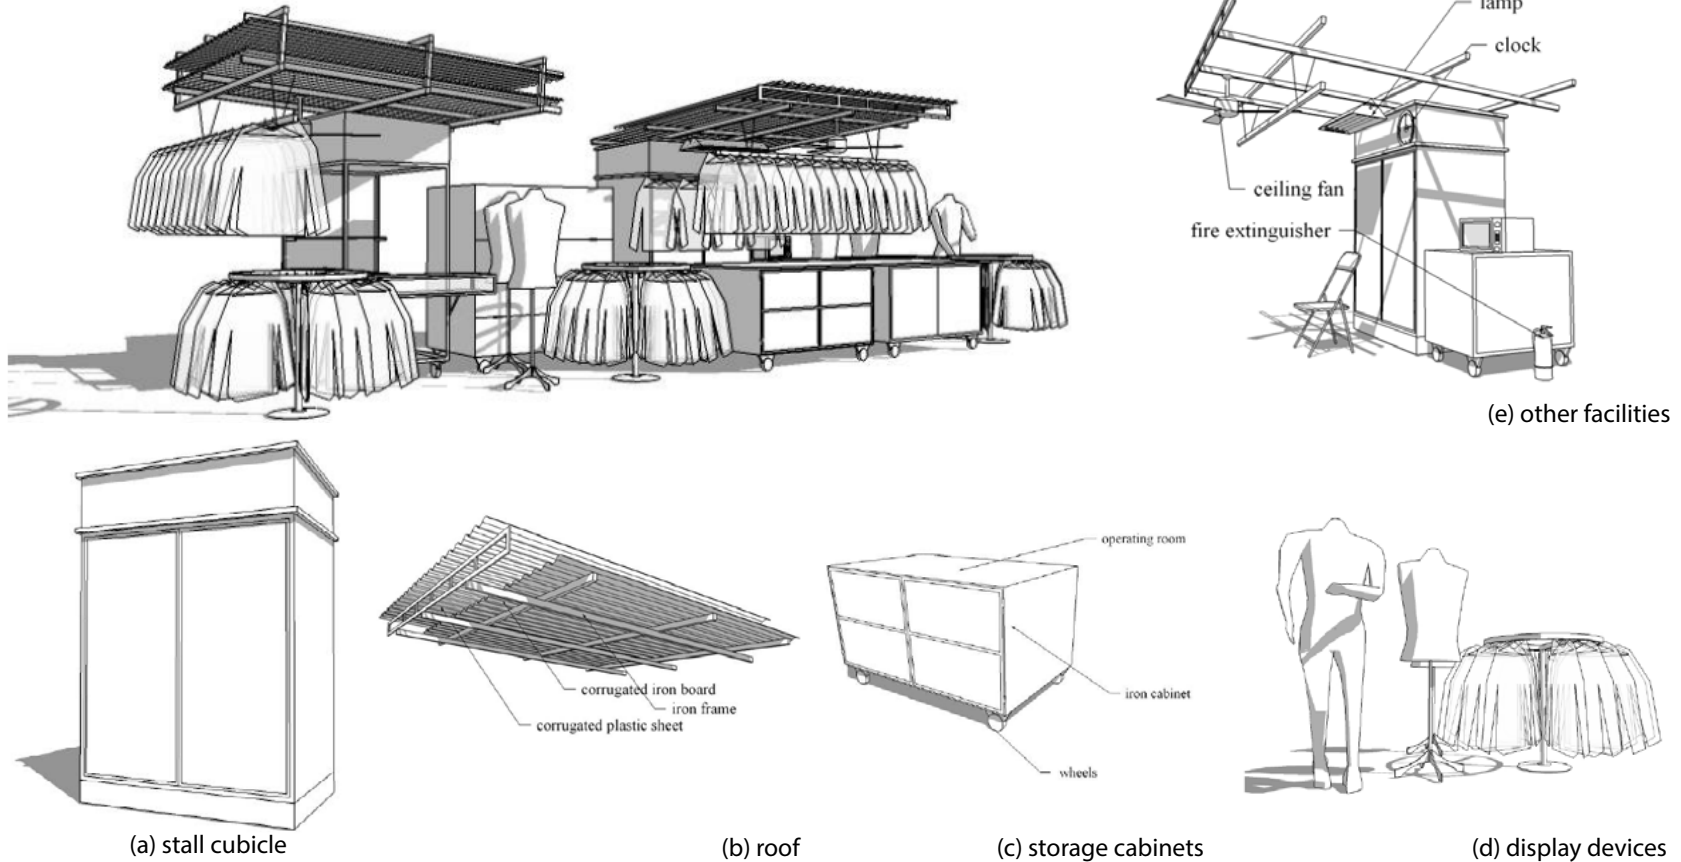 lamp
clock
ceiling fan
fire extinguisher
(e) other facilities
operating room
corrugated iron board
iron frame
corrugated plastic sheet
iron cabinet
wheels
(a) stall cubicle
(b) roof
(c) storage cabinets
(d) display devices